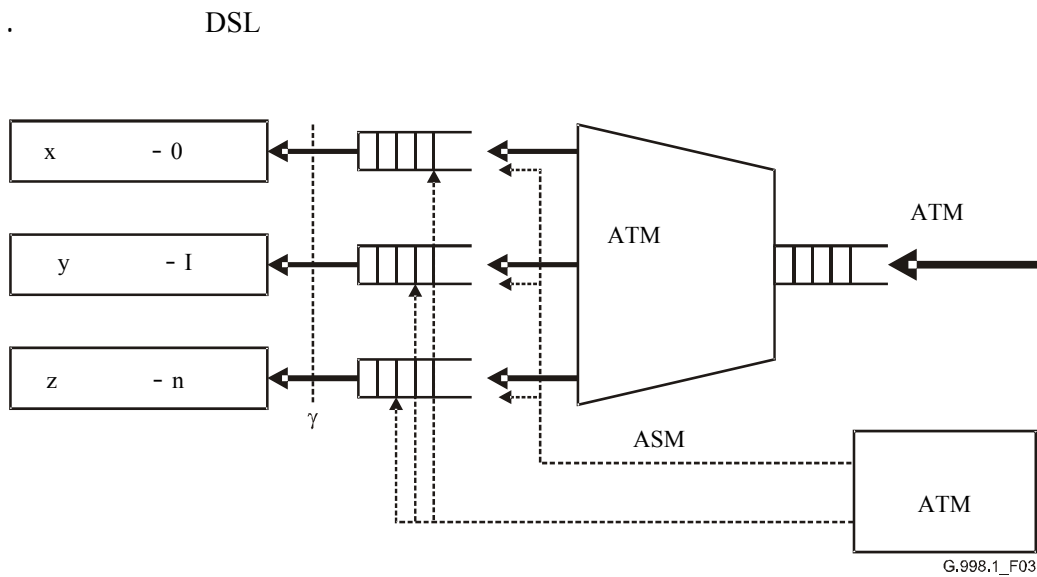 . DSL
x - 0
ATM
ATM
y - I
z - n
γ
ASM
ATM
G.998.1_F03